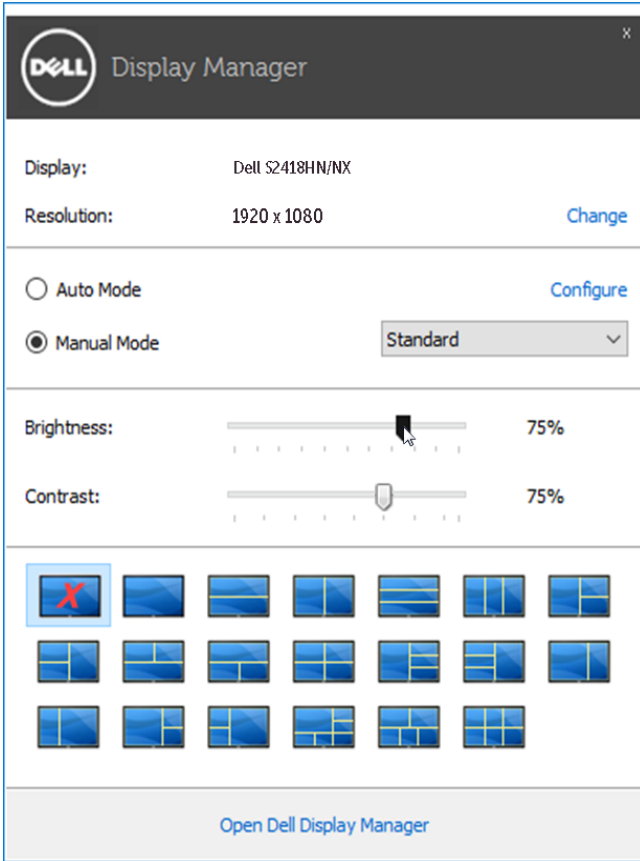 DELL Display Manager x
Display: Dell S2418HN/NX
Resolution: 1920 x 1080 Change
Auto Mode Configure
Manual Mode Standard
Brightness: 75%
Contrast: 75%
X
Open Dell Display Manager